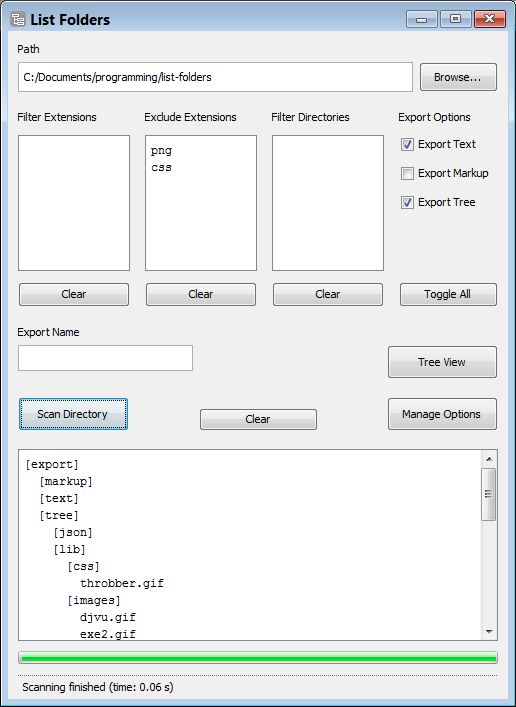 List Folders
Path
C:/Documents/programming/list-folders
Browse...
Filter Extensions
Exclude Extensions
Filter Directories
Export Options
png
css
Export Text
Export Markup
Export Tree
Clear
Clear
Clear
Toggle All
Export Name
Tree View
Scan Directory
Clear
Manage Options
[export]
[markup]
[text]
[tree]
[json]
[lib]
[css]
throbber.gif
[images]
djvu.gif
exe2.gif
Scanning finished (time: 0.06 s)